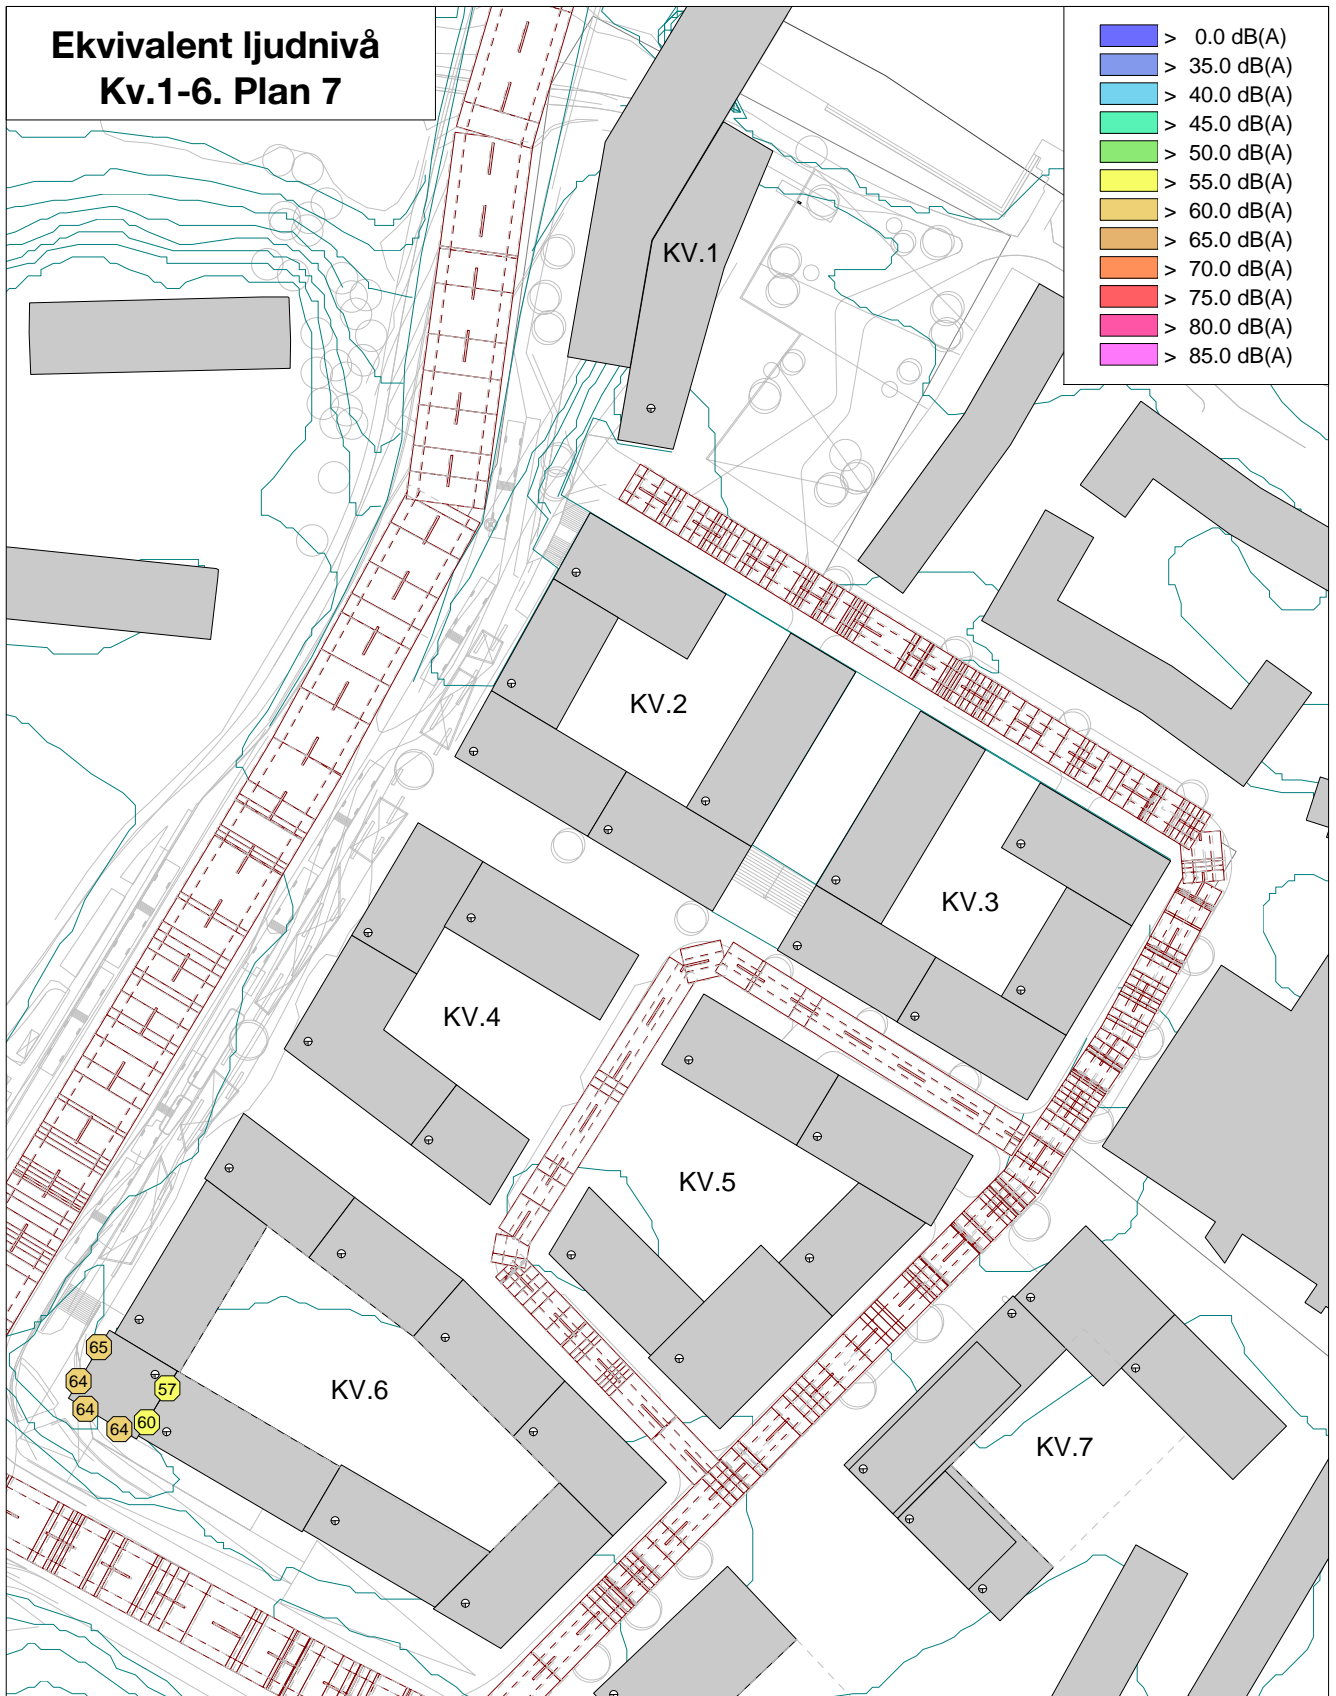 Ekvivalent ljudnivå
Kv.1-6. Plan 7
> 0.0 dB(A)
> 35.0 dB(A)
> 40.0 dB(A)
> 45.0 dB(A)
> 50.0 dB(A)
> 55.0 dB(A)
> 60.0 dB(A)
> 65.0 dB(A)
> 70.0 dB(A)
> 75.0 dB(A)
> 80.0 dB(A)
> 85.0 dB(A)
KV.1
KV.2
KV.3
KV.4
KV.5
KV.6
KV.7
65
64
57
64
60
64